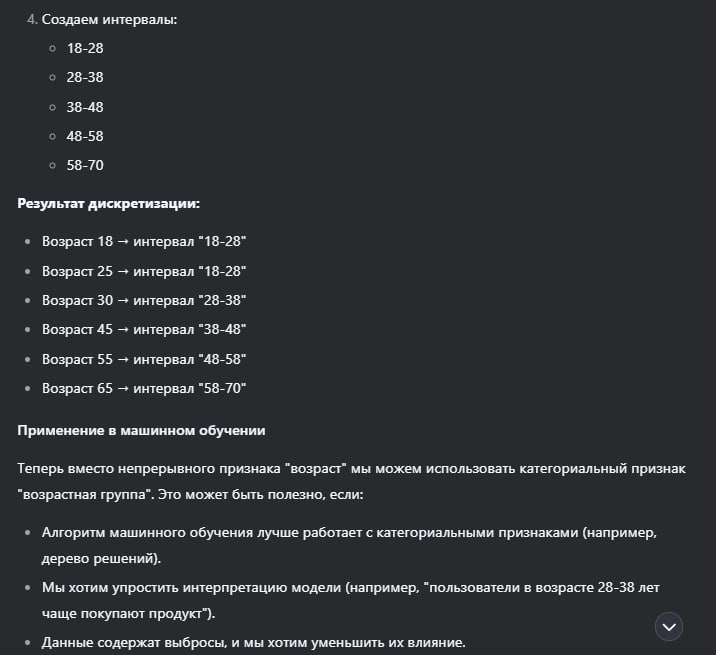 4. Создаем интервалы:
18-28
28-38
38-48
48-58
58-70
Результат дискретизации:
Возраст 18 → интервал "18-28"
Возраст 25 → интервал "18-28"
Возраст 30 → интервал "28-38"
Возраст 45 → интервал "38-48"
Возраст 55 → интервал "48-58"
Возраст 65 → интервал "58-70"
Применение в машинном обучении
Теперь вместо непрерывного признака "возраст" мы можем использовать категориальный признак
"возрастная группа". Это может быть полезно, если:
Алгоритм машинного обучения лучше работает с категориальными признаками (например,
дерево решений).
Мы хотим упростить интерпретацию модели (например, "пользователи в возрасте 28-38 лет
чаще покупают продукт").
Данные содержат выбросы, и мы хотим уменьшить их влияние.